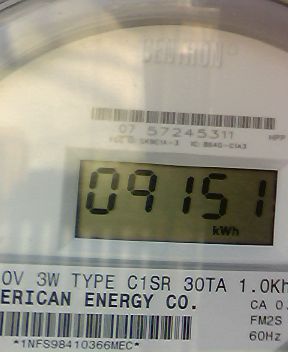 CENTRON®
07 57245311
09151
kWh
0V 3W TYPE C1SR 30TA 1.0Kh
ERICAN ENERGY CO.
CA 0.
FM2S
60Hz
*1NFS98410366MEC*